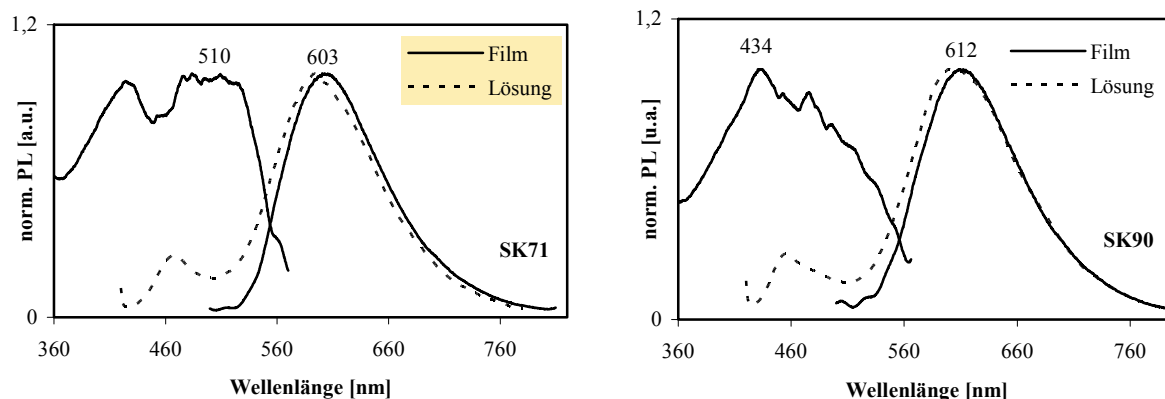 1,2
510
603
Film
Lösung
norm. PL [a.u.]
SK71
0
360
460
560
660
760
Wellenlänge [nm]
1,2
434
612
Film
Lösung
norm. PL [u.a.]
SK90
0
360
460
560
660
760
Wellenlänge [nm]